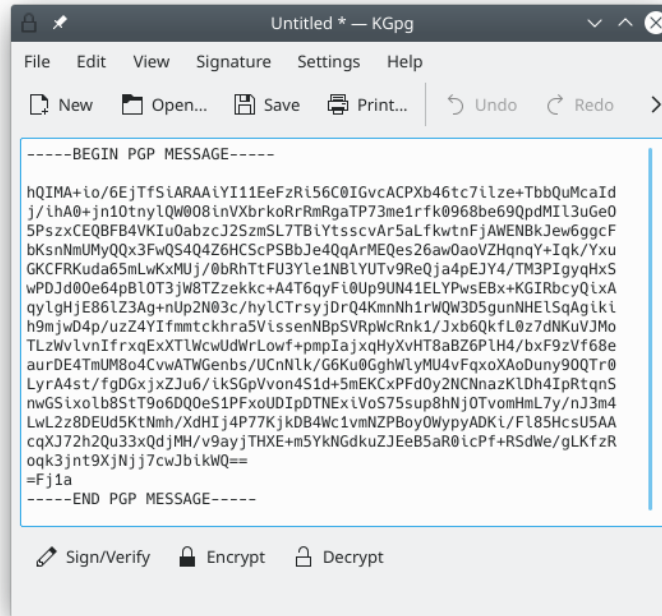 Untitled * — KGpg
File Edit View Signature Settings Help
New Open... Save Print... Undo Redo
-----BEGIN PGP MESSAGE-----
hQIMA+io/6EjTfSiARAAiYI11EeFzRi56C0IGvcACPXb46tc7ilze+TbbQuMcaId
j/ihA0+jn1OtnylQW0O8inVXbrkoRrRmRgaTP73me1rfk0968be69QpdMIl3uGeO
5PszxCEQBFB4VKIuOabzcJ2SzmSL7TBiYtsscvAr5aLfkwtnFjAWENBkJew6ggcF
bKsnNmUMyQQx3FwQS4Q4Z6HCScPSBbJe4QqArMEQes26awOaoVZHqnqY+Iqk/Yxu
GKCFRKuda65mLwKxMUj/0bRhTtFU3Yle1NBlYUTv9ReQja4pEJY4/TM3PIgyqHxS
wPDJd0Oe64pBlOT3jW8TZzekkc+A4T6qyFi0Up9UN41ELYPwsEBx+KGIRbcyQixA
qylgHjE86lZ3Ag+nUp2N03c/hylCTrsyjDrQ4KmnNh1rWQW3D5gunNHElSqAgiki
h9mjwD4p/uzZ4YIfmmtckhra5VissenNBpSVRpWcRnk1/Jxb6QkfL0z7dNKuVJMo
TLzWvlvnIfrxqExXTlWcwUdWrLowf+pmpIajxqHyXvHT8aBZ6PlH4/bxF9zVf68e
aurDE4TmUM8o4CvwATWGenbs/UCnNlk/G6Ku0GghWlyMU4vFqxoXAoDuny9OQTr0
LyrA4st/fgDGxjxZJu6/ikSGpVvon4S1d+5mEKCxPFdOy2NCNnazKlDh4IpRtqnS
nwGSixolb8StT9o6DQOeS1PFxoUDIpDTNExiVoS75sup8hNjOTvomHmL7y/nJ3m4
LwL2z8DEUd5KtNmh/XdHIj4P77KjkDB4Wc1vmNZPBoyOWypyADKi/Fl85HcsU5AA
cqXJ72h2Qu33xQdjMH/v9ayjTHXE+m5YkNGdkuZJEeB5aR0icPf+RSdWe/gLKfzR
oqk3jnt9XjNjj7cwJbikWQ==
=Fj1a
-----END PGP MESSAGE-----
Sign/Verify Encrypt Decrypt